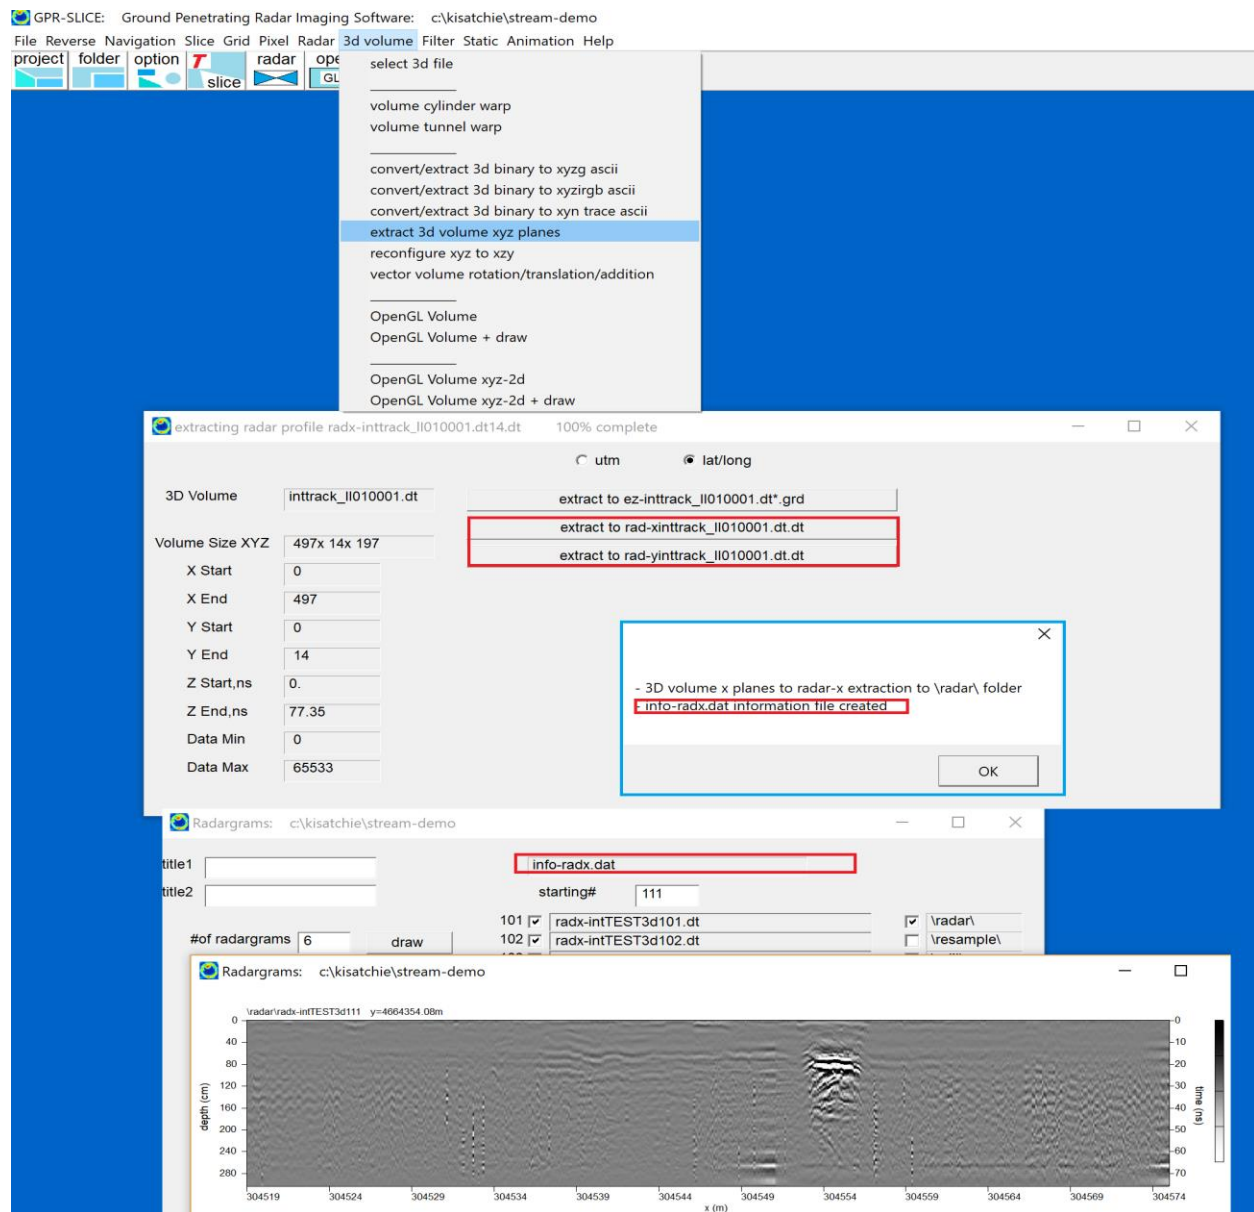 GPR-SLICE: Ground Penetrating Radar Imaging Software: c:\kisatchie\stream-demo
File Reverse Navigation Slice Grid Pixel Radar 3d volume Filter Static Animation Help
project folder option T slice radar ope
GL
select 3d file
volume cylinder warp
volume tunnel warp
convert/extract 3d binary to xyzg ascii
convert/extract 3d binary to xyzirgb ascii
convert/extract 3d binary to xyn trace ascii
extract 3d volume xyz planes
reconfigure xyz to xzy
vector volume rotation/translation/addition
OpenGL Volume
OpenGL Volume + draw
OpenGL Volume xyz-2d
OpenGL Volume xyz-2d + draw
extracting radar profile radx-inttrack_ll010001.dt14.dt 100% complete
utm lat/long
3D Volume inttrack_ll010001.dt extract to ez-inttrack_ll010001.dt*.grd
extract to rad-xinttrack_ll010001.dt.dt
Volume Size XYZ 497x 14x 197 extract to rad-yinttrack_ll010001.dt.dt
X Start 0
X End 497
Y Start 0
Y End 14
Z Start,ns 0.
Z End,ns 77.35
Data Min 0
Data Max 65533
- 3D volume x planes to radar-x extraction to \radar\ folder
- info-radx.dat information file created
OK
Radargrams: c:\kisatchie\stream-demo
title1 info-radx.dat
title2 starting# 111
101 radx-intTEST3d101.dt \radar\
#of radargrams 6 draw 102 radx-intTEST3d102.dt \resample\
Radargrams: c:\kisatchie\stream-demo
\radar\radx-intTEST3d111 y=4664354.08m
0 40 80 120 160 200 240 280
depth (cm)
0 10 20 30 40 50 60 70
time (ns)
304519 304524 304529 304534 304539 304544 304549 304554 304559 304564 304569 304574
x (m)